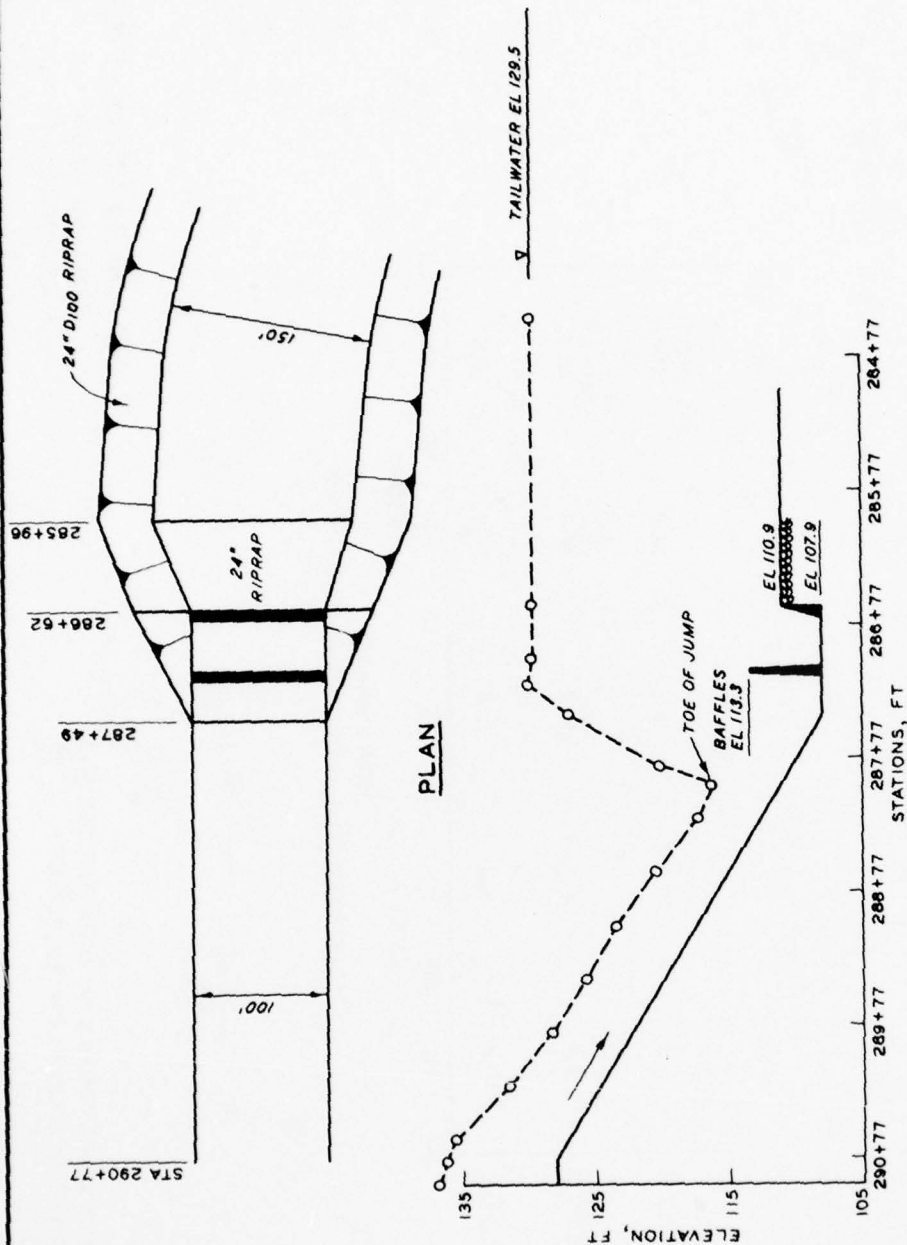 STA 290+77
287+49
286+62
285+96
24" D100 RIPRAP
100'
24"
RIPRAP
150'
PLAN
TAILWATER EL 129.5
TOE OF JUMP
BAFFLES
EL 113.3
EL 110.9
EL 107.9
ELEVATION, FT
135
125
115
105
290+77
289+77
288+77
287+77
286+77
285+77
284+77
STATIONS, FT